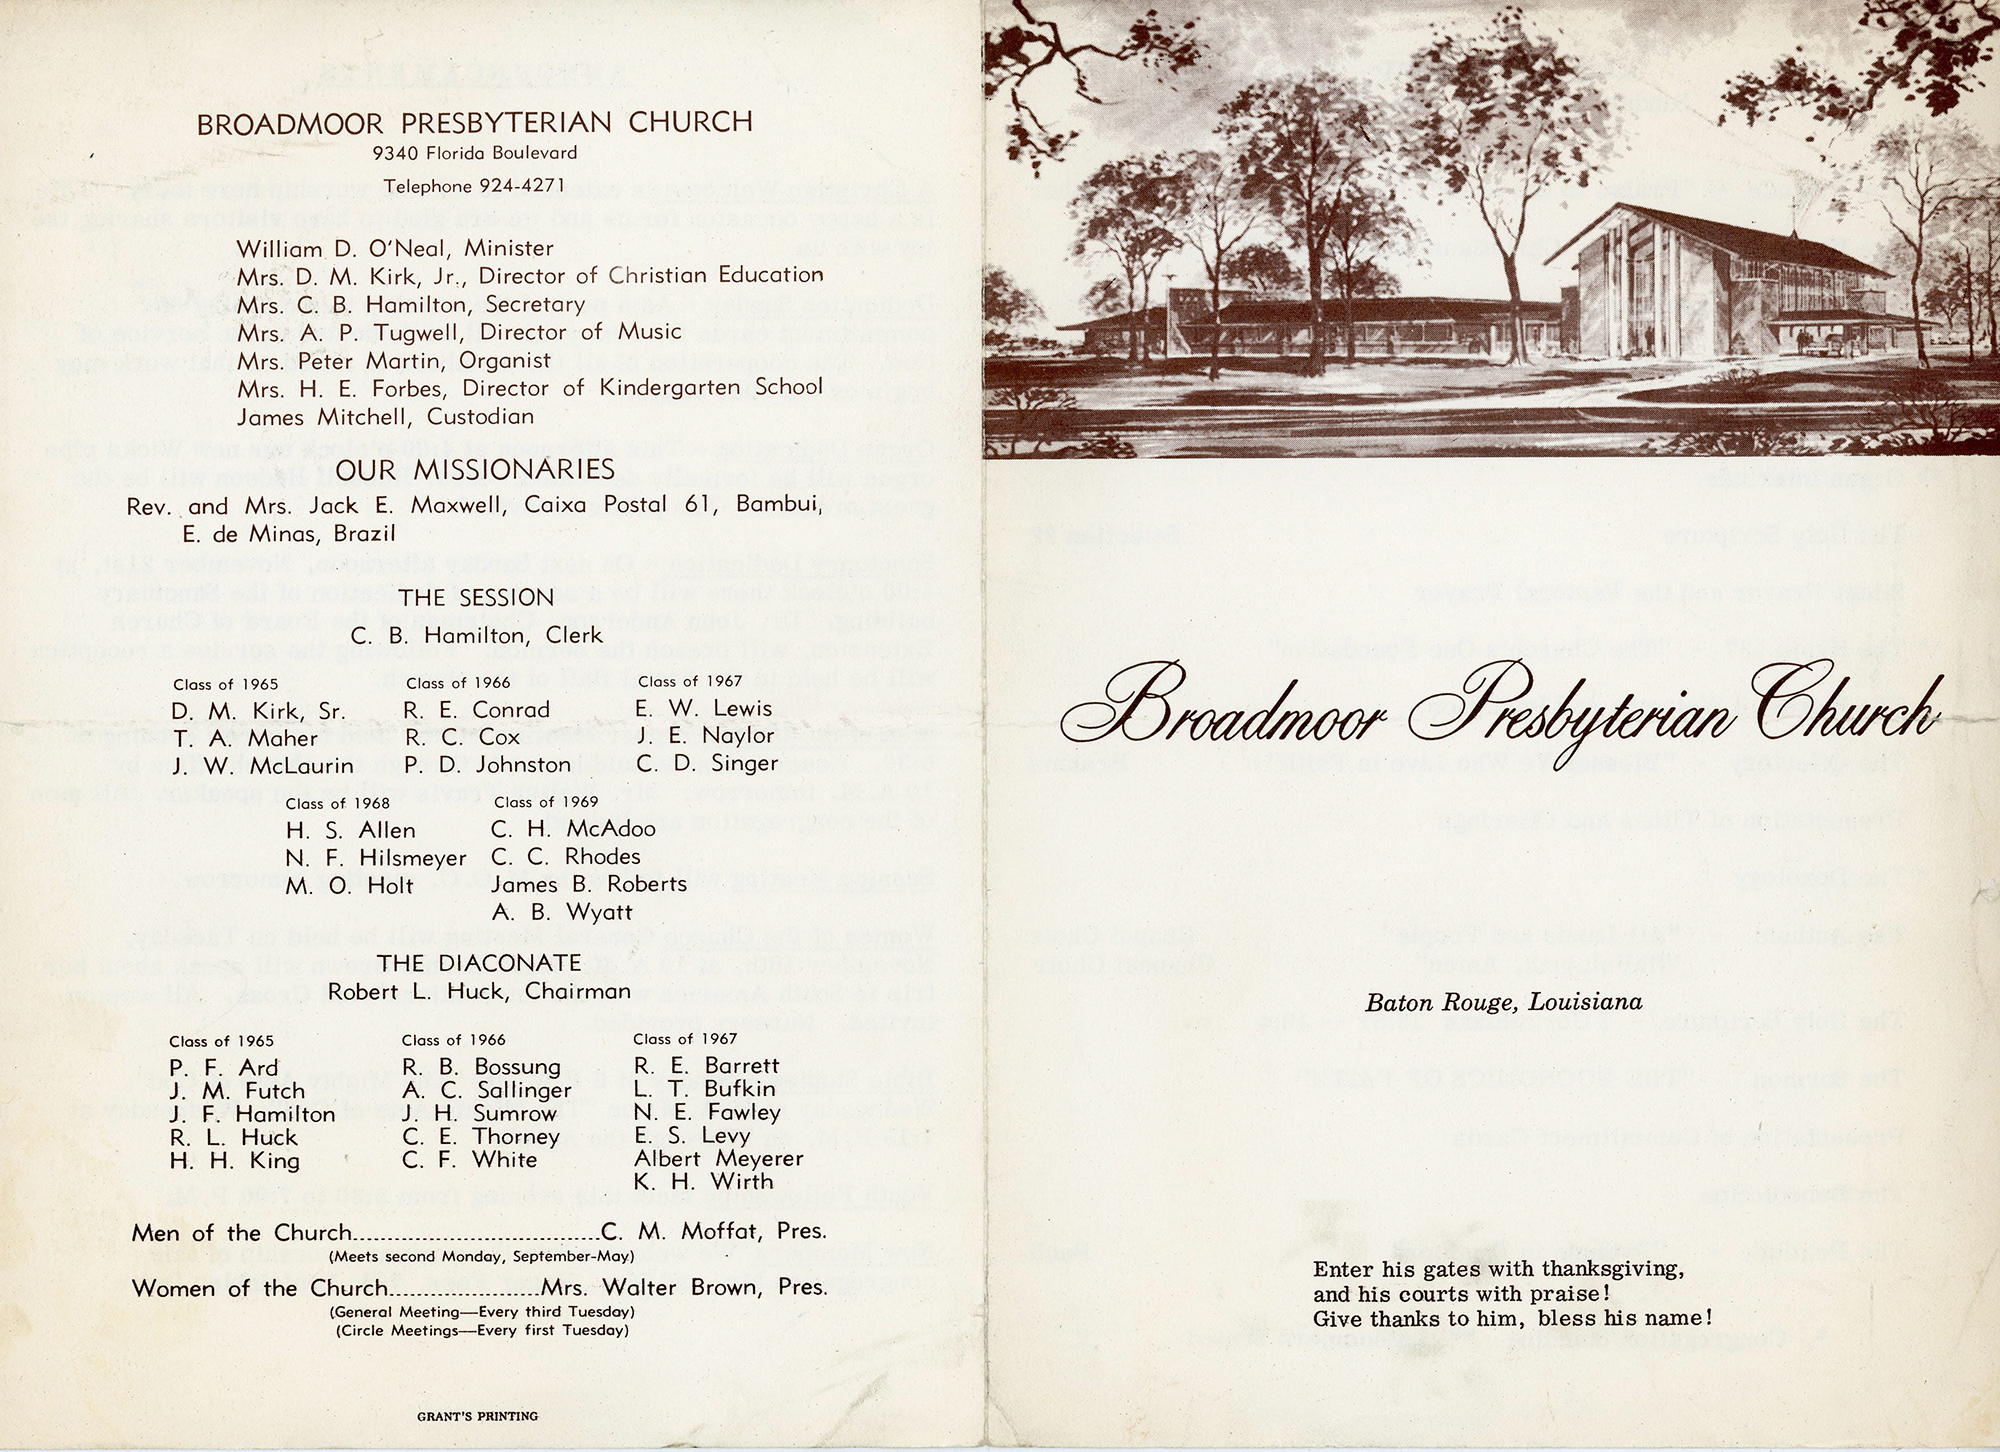 BROADMOOR PRESBYTERIAN CHURCH
9340 Florida Boulevard
Telephone 924-4271
William D. O'Neal, Minister
Mrs. D. M. Kirk, Jr., Director of Christian Education
Mrs. C. B. Hamilton, Secretary
Mrs. A. P. Tugwell, Director of Music
Mrs. Peter Martin, Organist
Mrs. H. E. Forbes, Director of Kindergarten School
James Mitchell, Custodian
OUR MISSIONARIES
Rev. and Mrs. Jack E. Maxwell, Caixa Postal 61, Bambui,
E. de Minas, Brazil
THE SESSION
C. B. Hamilton, Clerk
Class of 1965 Class of 1966 Class of 1967
D. M. Kirk, Sr. R. E. Conrad E. W. Lewis
T. A. Maher R. C. Cox J. E. Naylor
J. W. McLaurin P. D. Johnston C. D. Singer
Class of 1968 Class of 1969
H. S. Allen C. H. McAdoo
N. F. Hilsmeyer C. C. Rhodes
M. O. Holt James B. Roberts
A. B. Wyatt
THE DIACONATE
Robert L. Huck, Chairman
Class of 1965 Class of 1966 Class of 1967
P. F. Ard R. B. Bossung R. E. Barrett
J. M. Futch A. C. Sallinger L. T. Bufkin
J. F. Hamilton J. H. Sumrow N. E. Fawley
R. L. Huck C. E. Thorney E. S. Levy
H. H. King C. F. White Albert Meyerer
K. H. Wirth
Men of the Church..................................C. M. Moffat, Pres.
(Meets second Monday, September-May)
Women of the Church.....................Mrs. Walter Brown, Pres.
(General Meeting—Every third Tuesday)
(Circle Meetings—Every first Tuesday)
GRANT'S PRINTING
Broadmoor Presbyterian Church
Baton Rouge, Louisiana
Enter his gates with thanksgiving,
and his courts with praise!
Give thanks to him, bless his name!